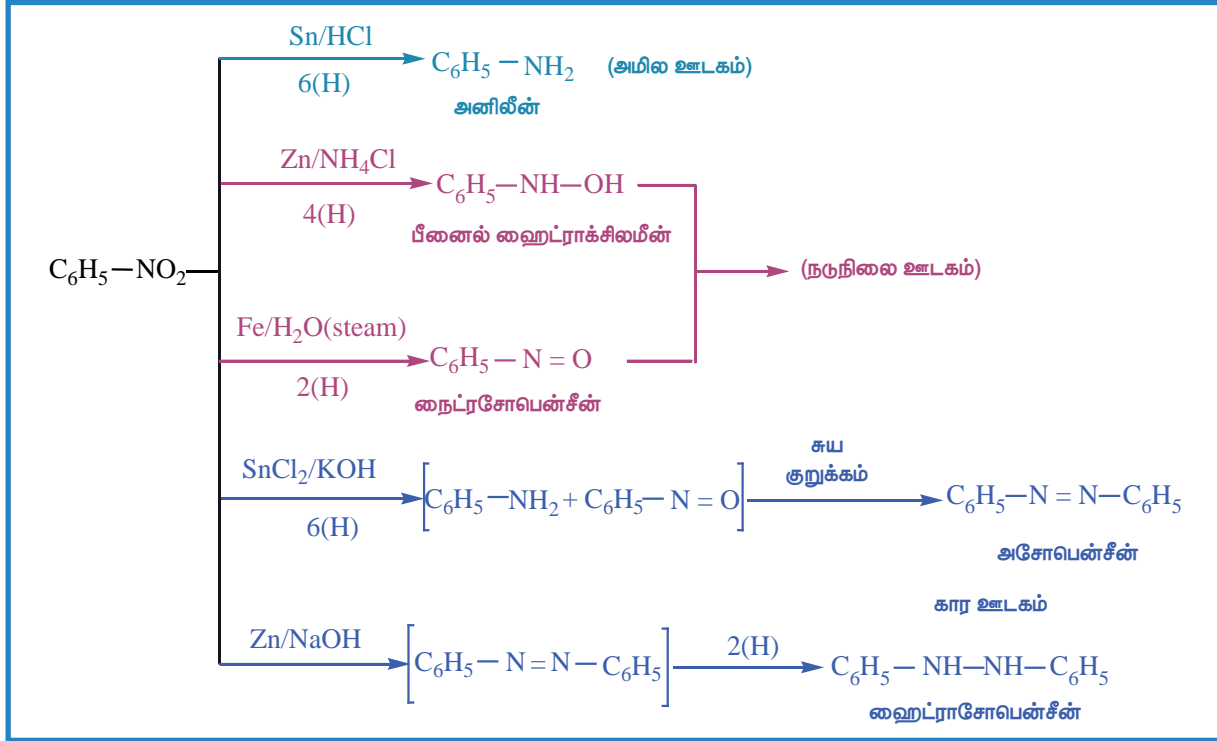 Sn/HCl
6(H)
C₆H₅ — NH₂ (அமில ஊடகம்)
அனிலீன்
Zn/NH₄Cl
4(H)
C₆H₅—NH—OH
பீனைல் ஹைட்ராக்சிலமீன்
C₆H₅—NO₂
(நடுநிலை ஊடகம்)
Fe/H₂O(steam)
2(H)
C₆H₅ — N = O
நைட்ரசோபென்சீன்
SnCl₂/KOH
6(H)
[C₆H₅ —NH₂ + C₆H₅— N = O]
சுய
குறுக்கம்
C₆H₅—N = N—C₆H₅
அசோபென்சீன்
கார ஊடகம்
Zn/NaOH
[C₆H₅ — N = N — C₆H₅]
2(H)
C₆H₅ — NH—NH—C₆H₅
ஹைட்ராசோபென்சீன்